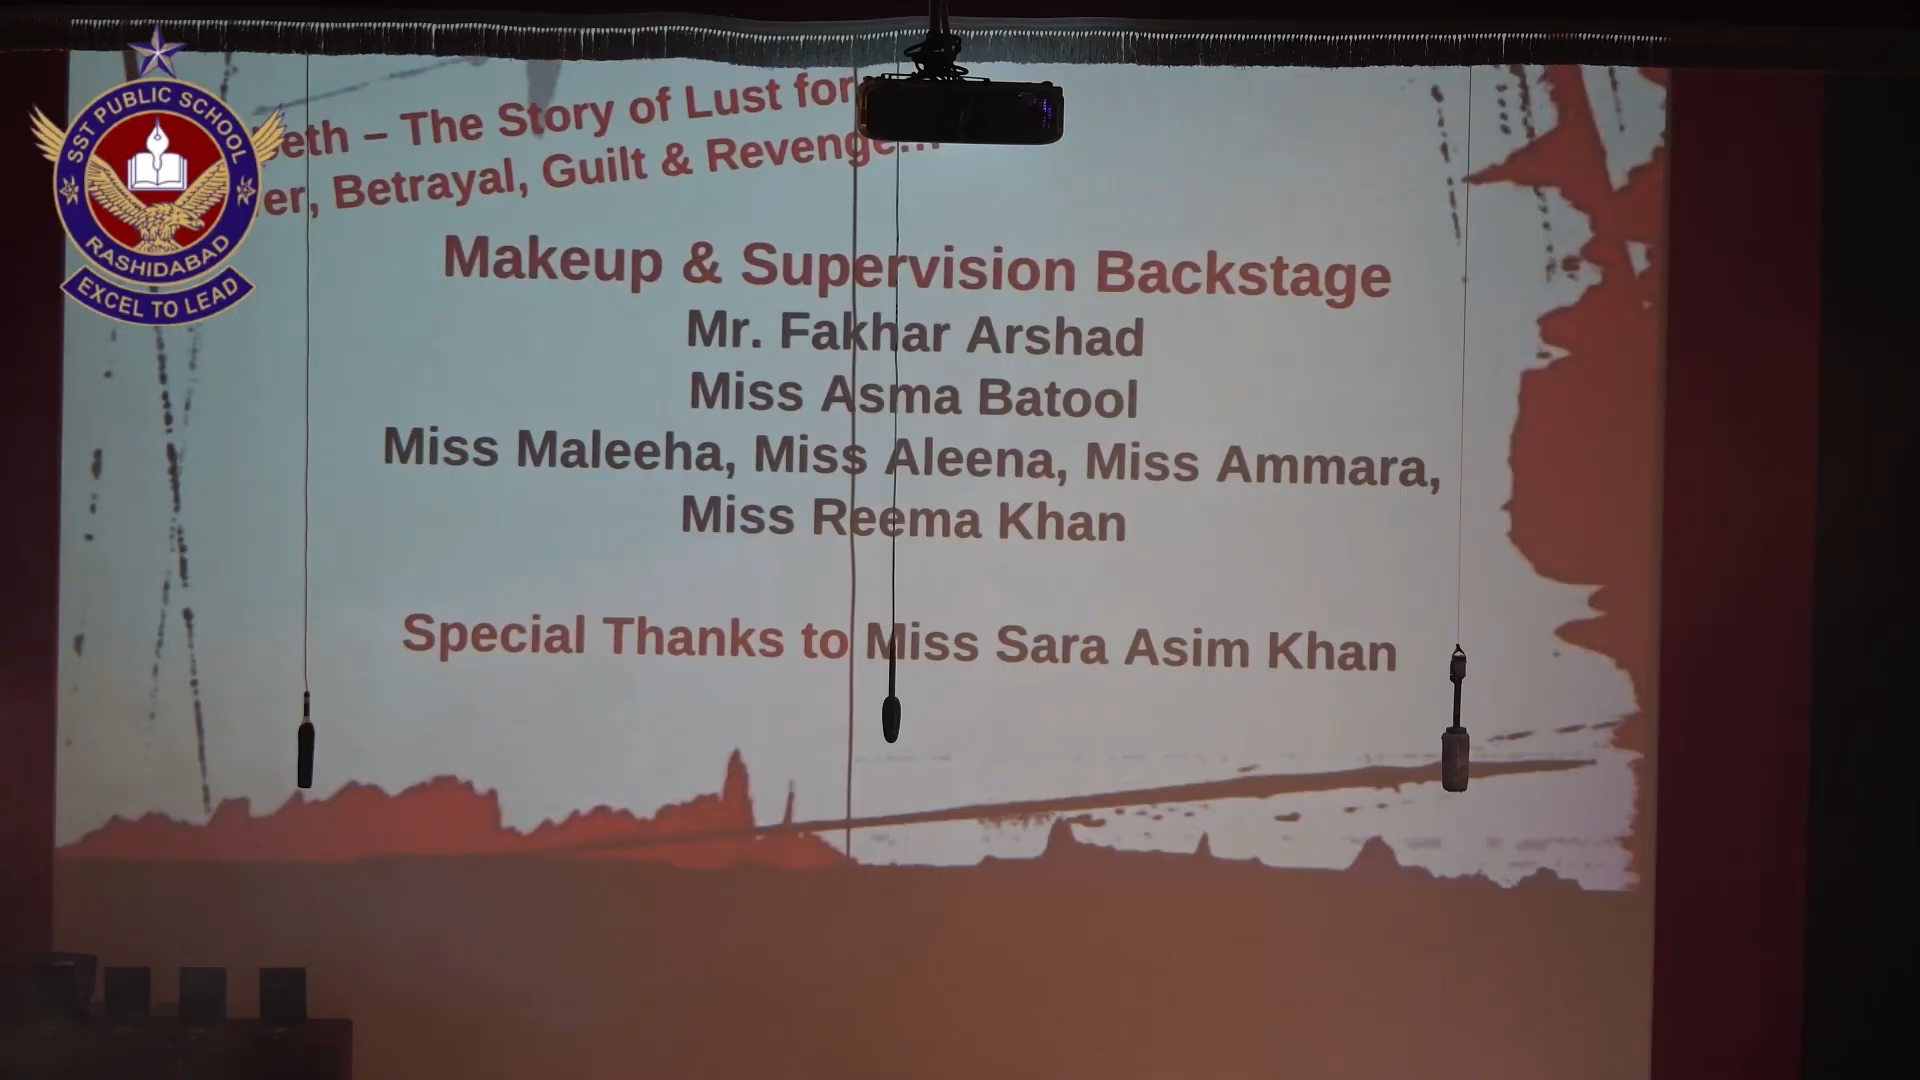 SST PUBLIC SCHOOL
RASHIDABAD
EXCEL TO LEAD
– The Story of Lust for
Betrayal, Guilt & Revenge...
Makeup & Supervision Backstage
Mr. Fakhar Arshad
Miss Asma Batool
Miss Maleeha, Miss Aleena, Miss Ammara,
Miss Reema Khan
Special Thanks to Miss Sara Asim Khan